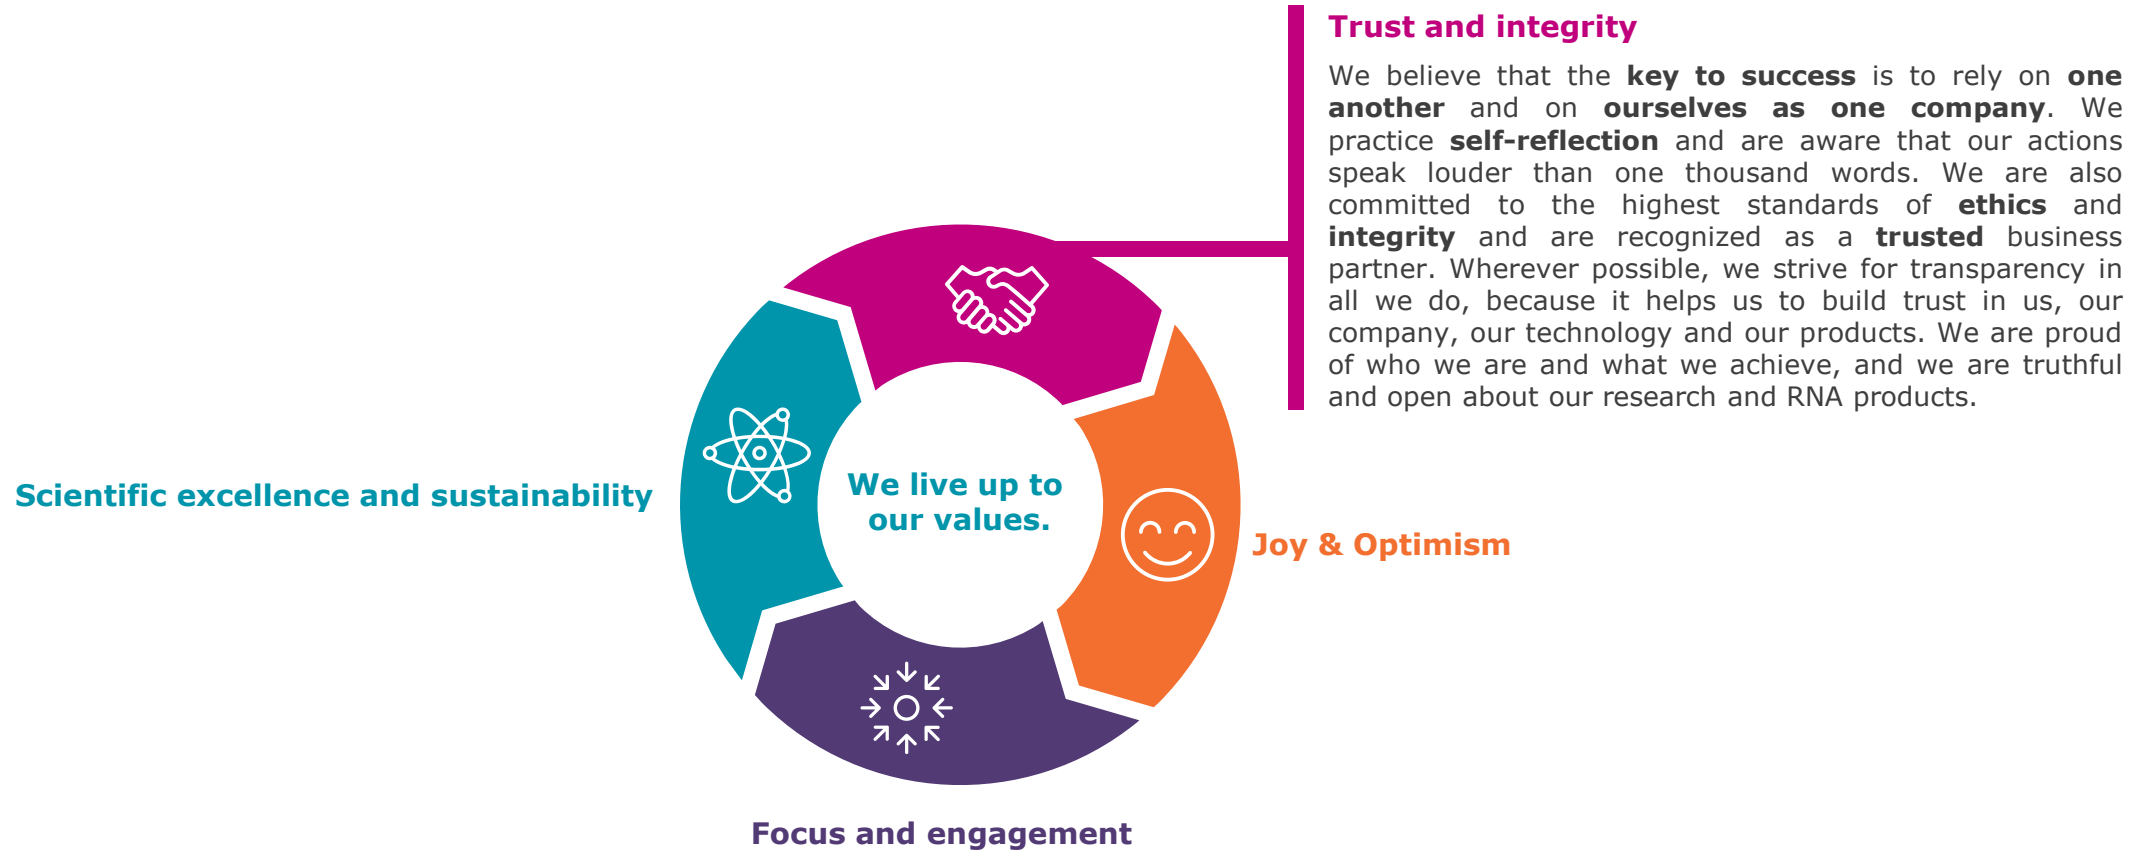 Trust and integrity
We believe that the key to success is to rely on one
another and on ourselves as one company. We
practice self-reflection and are aware that our actions
speak louder than one thousand words. We are also
committed to the highest standards of ethics and
integrity and are recognized as a trusted business
partner. Wherever possible, we strive for transparency in
all we do, because it helps us to build trust in us, our
company, our technology and our products. We are proud
of who we are and what we achieve, and we are truthful
and open about our research and RNA products.
Scientific excellence and sustainability
We live up to
our values.
Joy & Optimism
Focus and engagement